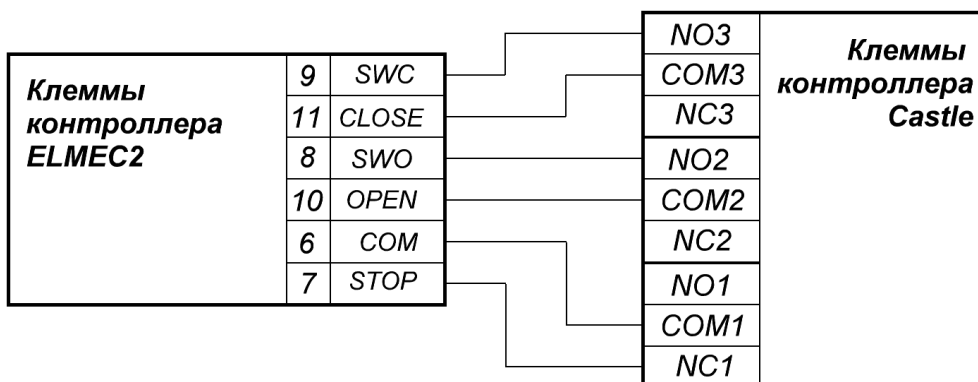 Клеммы
контроллера
ELMEC2
9 SWC
11 CLOSE
8 SWO
10 OPEN
6 COM
7 STOP
NO3
COM3
NC3
NO2
COM2
NC2
NO1
COM1
NC1
Клеммы
контроллера
Castle